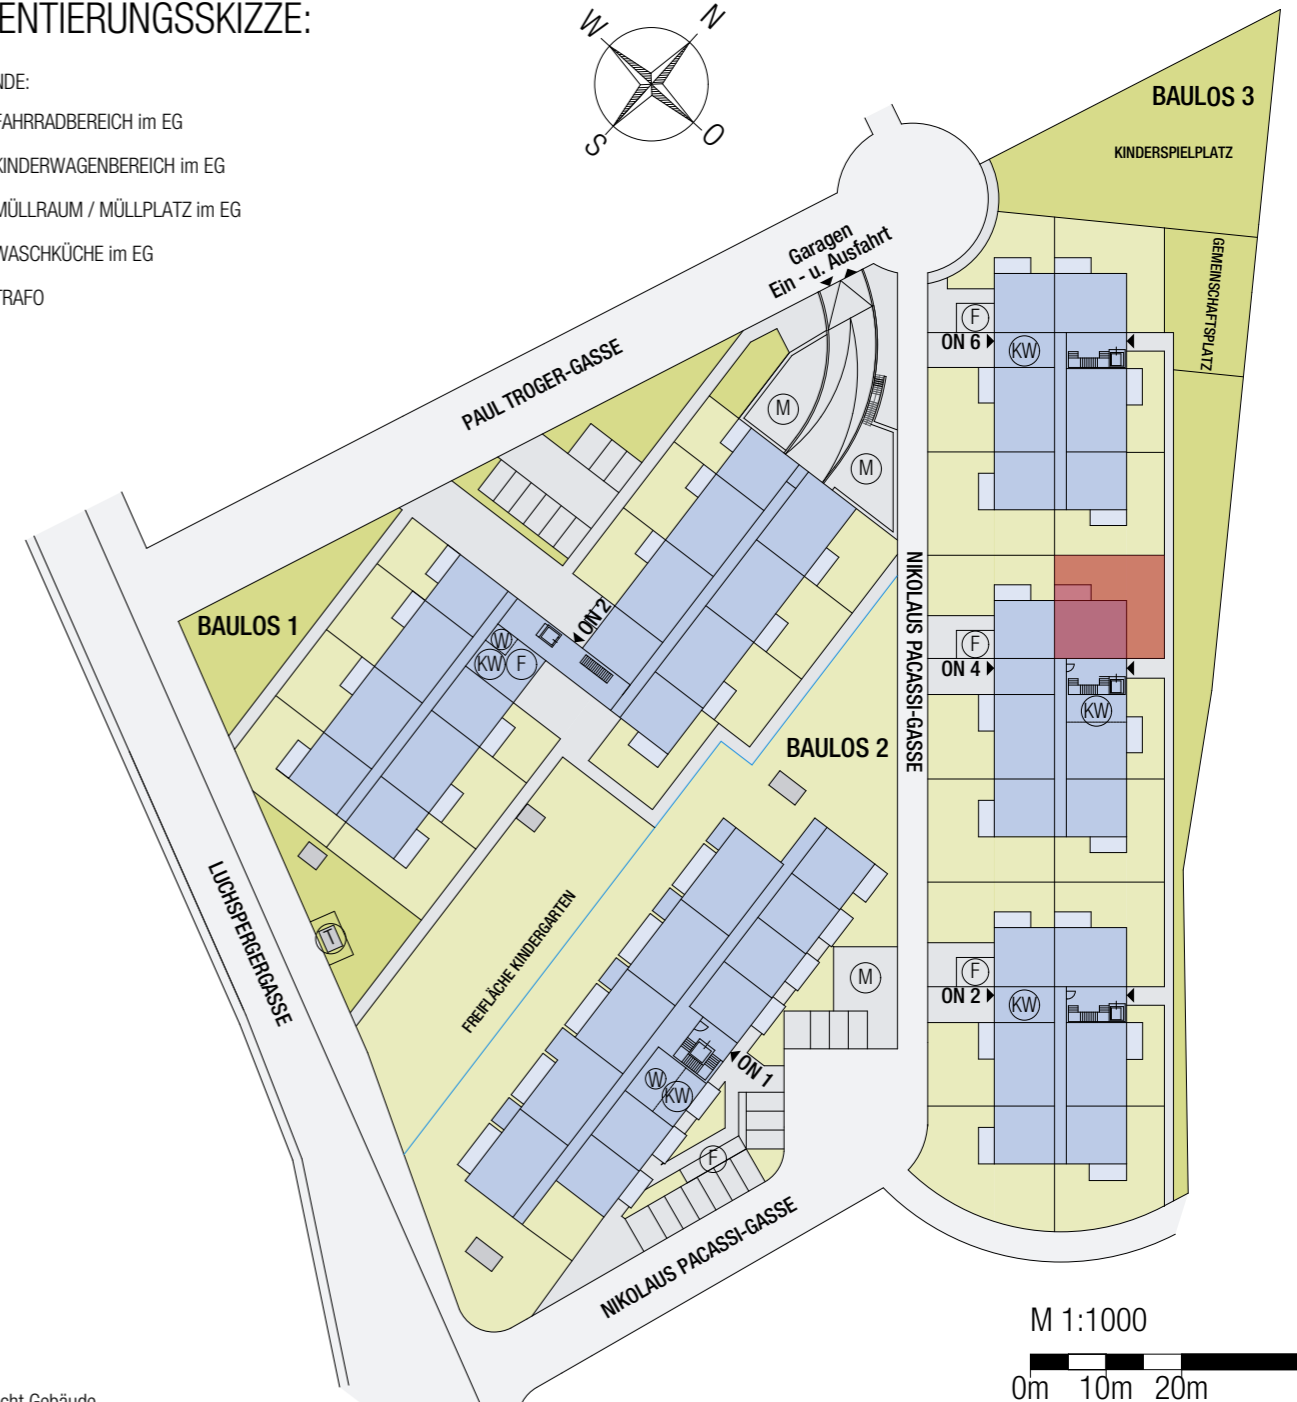 ENTIERUNGSSKIZZE:
NDE:
FAHRRADBEREICH im EG
KINDERWAGENBEREICH im EG
MÜLLRAUM / MÜLLPLATZ im EG
WASCHKÜCHE im EG
TRAFO
W
N
S
O
BAULOS 3
KINDERSPIELPLATZ
GEMEINSCHAFTSPLATZ
Garagen
Ein - u. Ausfahrt
PAUL TROGER-GASSE
F
ON 6
KW
M
M
NIKOLAUS PACASSI-GASSE
BAULOS 1
ON 2
W
KW
F
F
ON 4
KW
BAULOS 2
LUCHSPERGERGASSE
T
FREIFLÄCHE KINDERGARTEN
M
F
ON 2
KW
ON 1
W
KW
F
NIKOLAUS PACASSI-GASSE
M 1:1000
0m 10m 20m
cht Gebäude